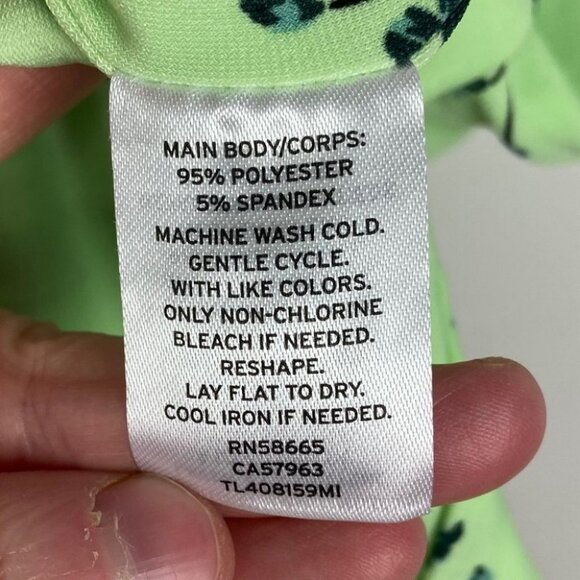 MAIN BODY/CORPS:
95% POLYESTER
5% SPANDEX
MACHINE WASH COLD.
GENTLE CYCLE.
WITH LIKE COLORS.
ONLY NON-CHLORINE
BLEACH IF NEEDED.
RESHAPE.
LAY FLAT TO DRY.
COOL IRON IF NEEDED.
RN58665
CA57963
TL408159MI